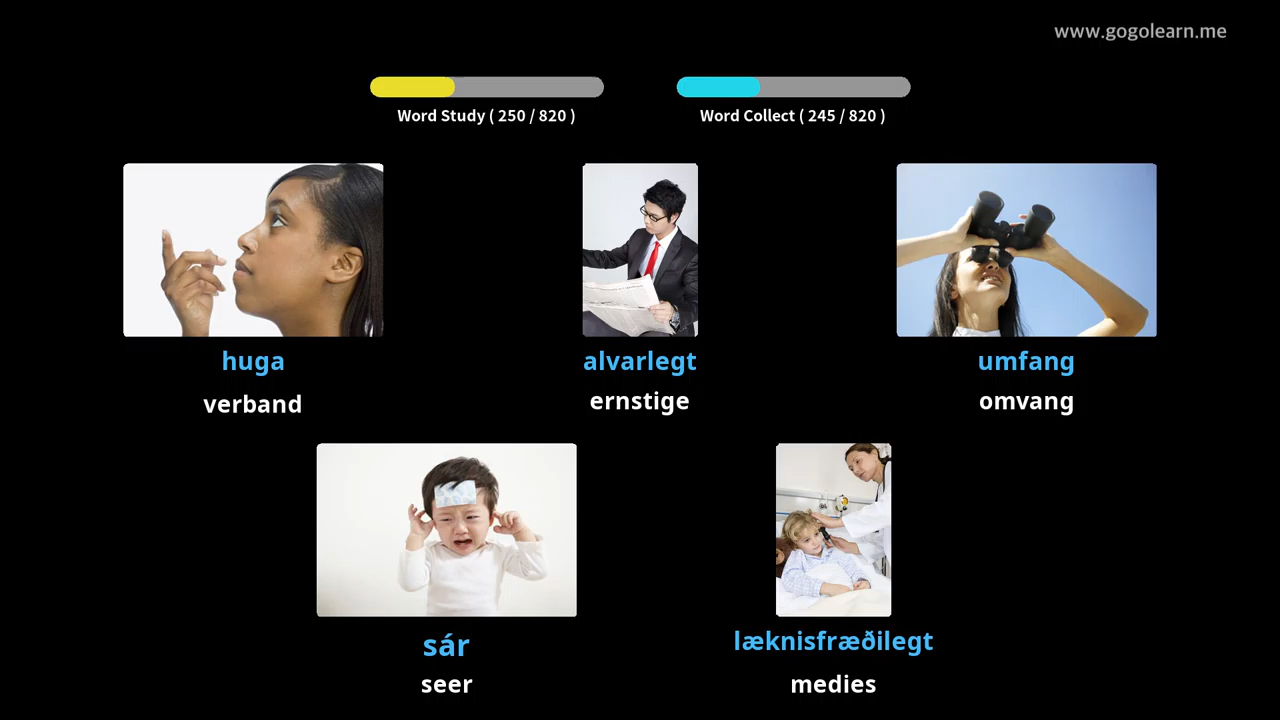 www.gogolearn.me
Word Study ( 250 / 820 )
Word Collect ( 245 / 820 )
huga
alvarlegt
umfang
verband
ernstige
omvang
sár
læknisfræðilegt
seer
medies